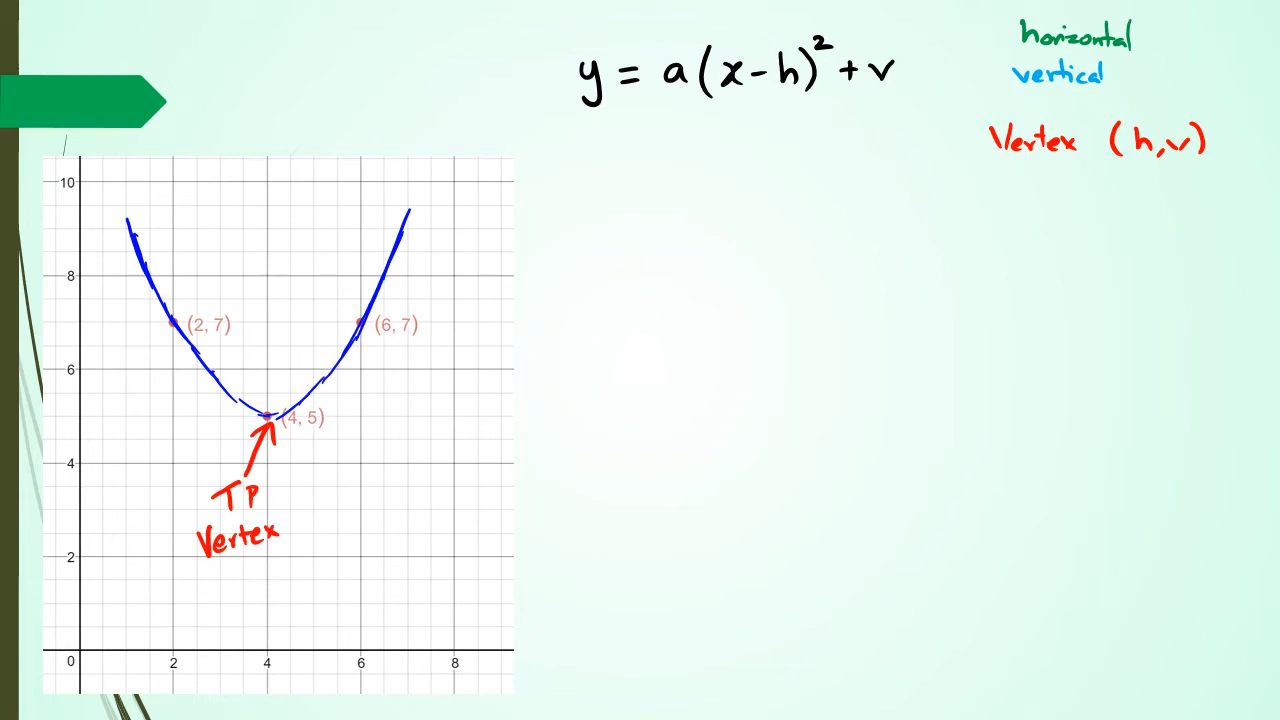 y = a(x-h)² + v
horizontal
vertical
Vertex (h,v)
10
8
(2, 7)
(6, 7)
6
(4, 5)
4
TP
Vertex
2
0
2
4
6
8